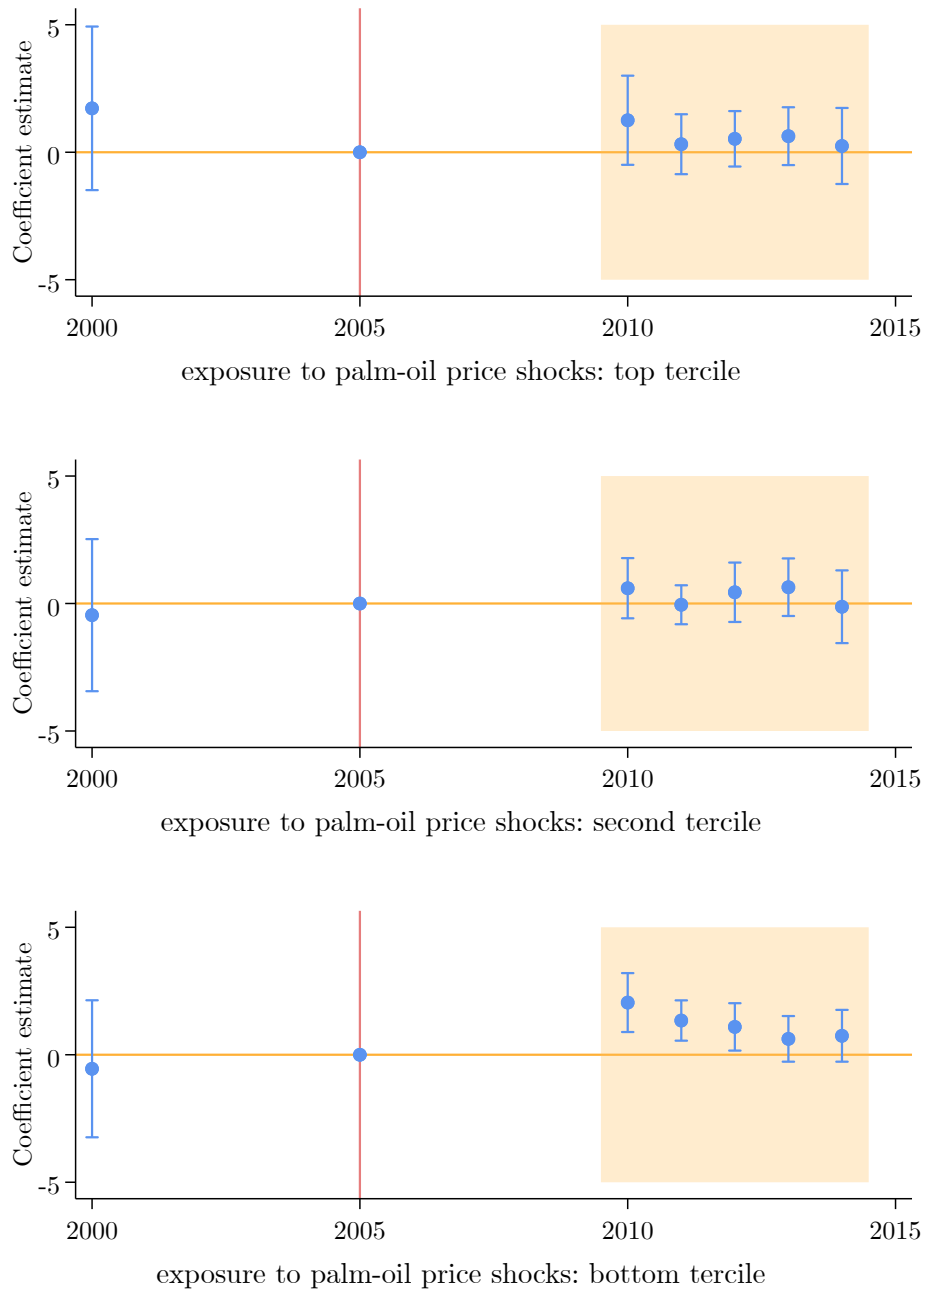 Coefficient estimate
5
0
-5
2000 2005 2010 2015
exposure to palm-oil price shocks: top tercile
Coefficient estimate
5
0
-5
2000 2005 2010 2015
exposure to palm-oil price shocks: second tercile
Coefficient estimate
5
0
-5
2000 2005 2010 2015
exposure to palm-oil price shocks: bottom tercile